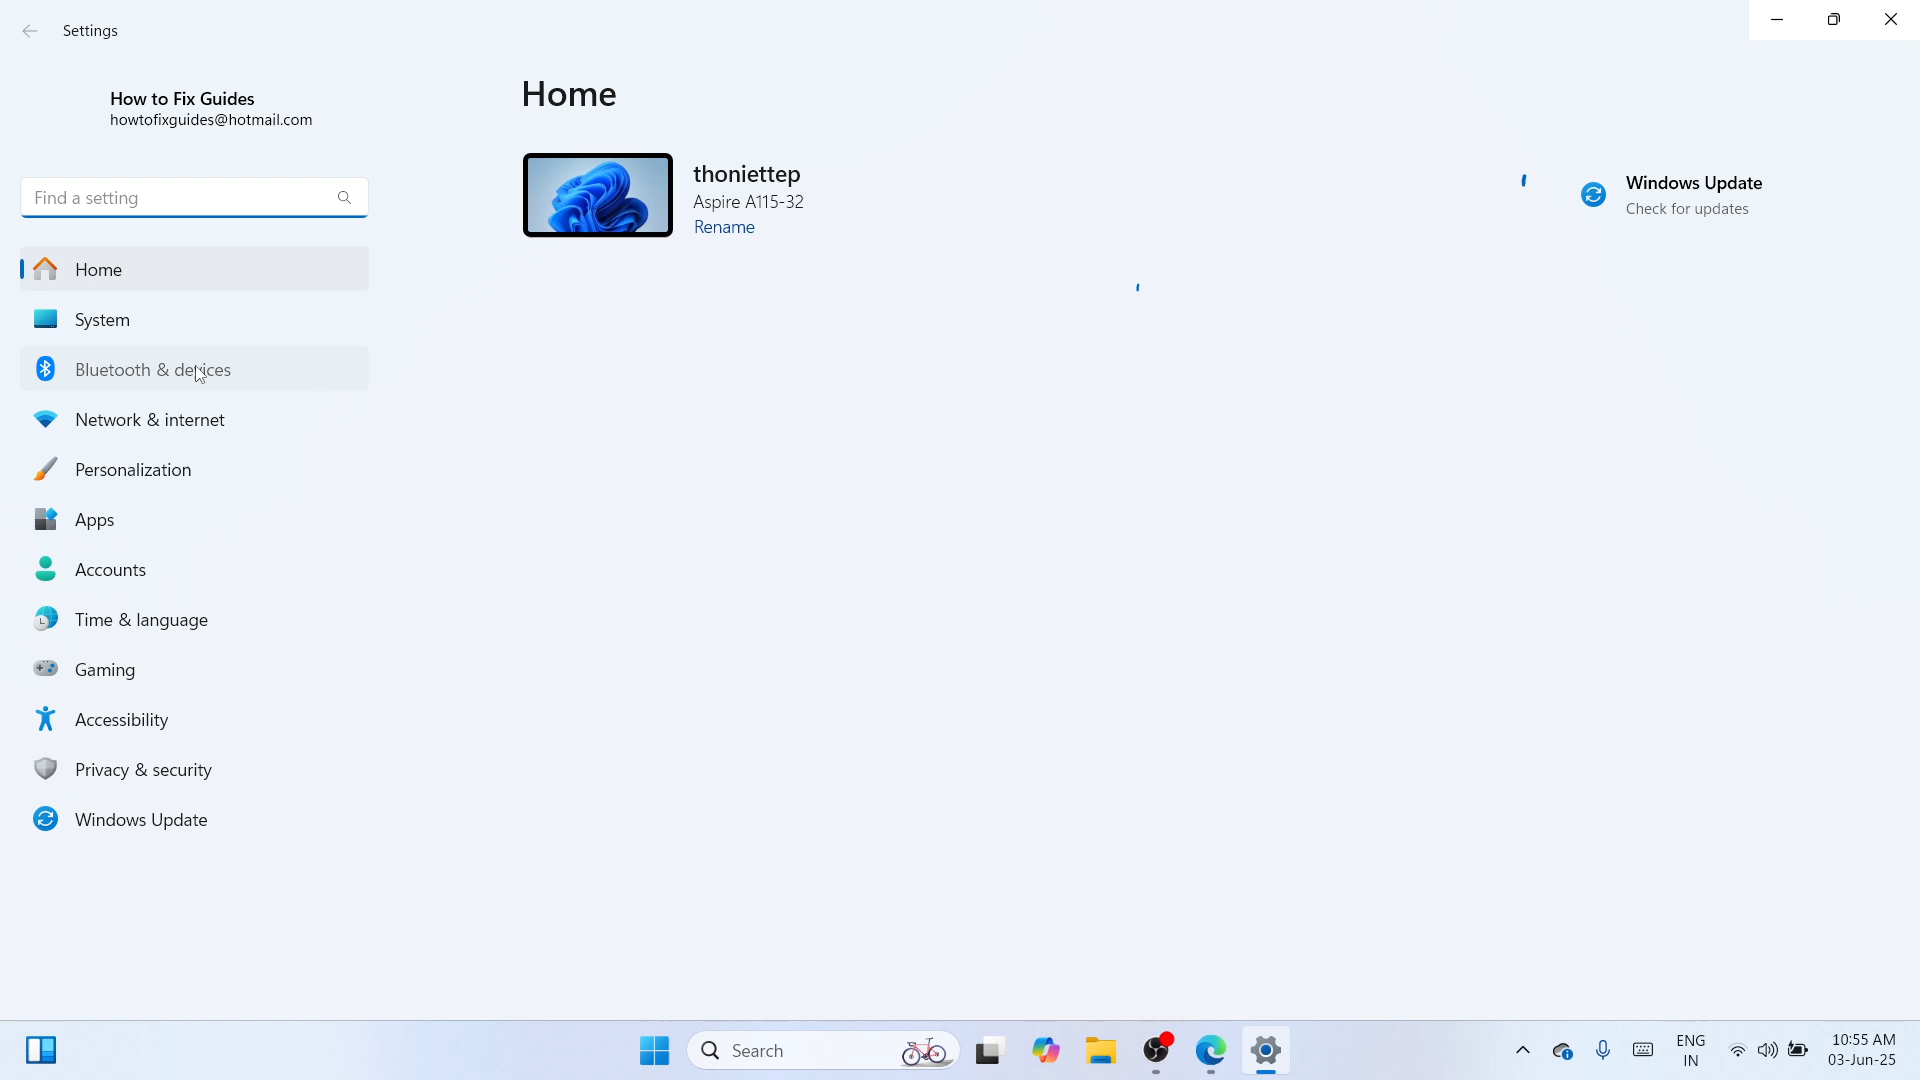 Settings
How to Fix Guides
howtofixguides@hotmail.com
Find a setting
Home
System
Bluetooth & devices
Network & internet
Personalization
Apps
Accounts
Time & language
Gaming
Accessibility
Privacy & security
Windows Update
Home
thoniettep
Aspire A115-32
Rename
Windows Update
Check for updates
Search
ENG
IN
10:55 AM
03-Jun-25